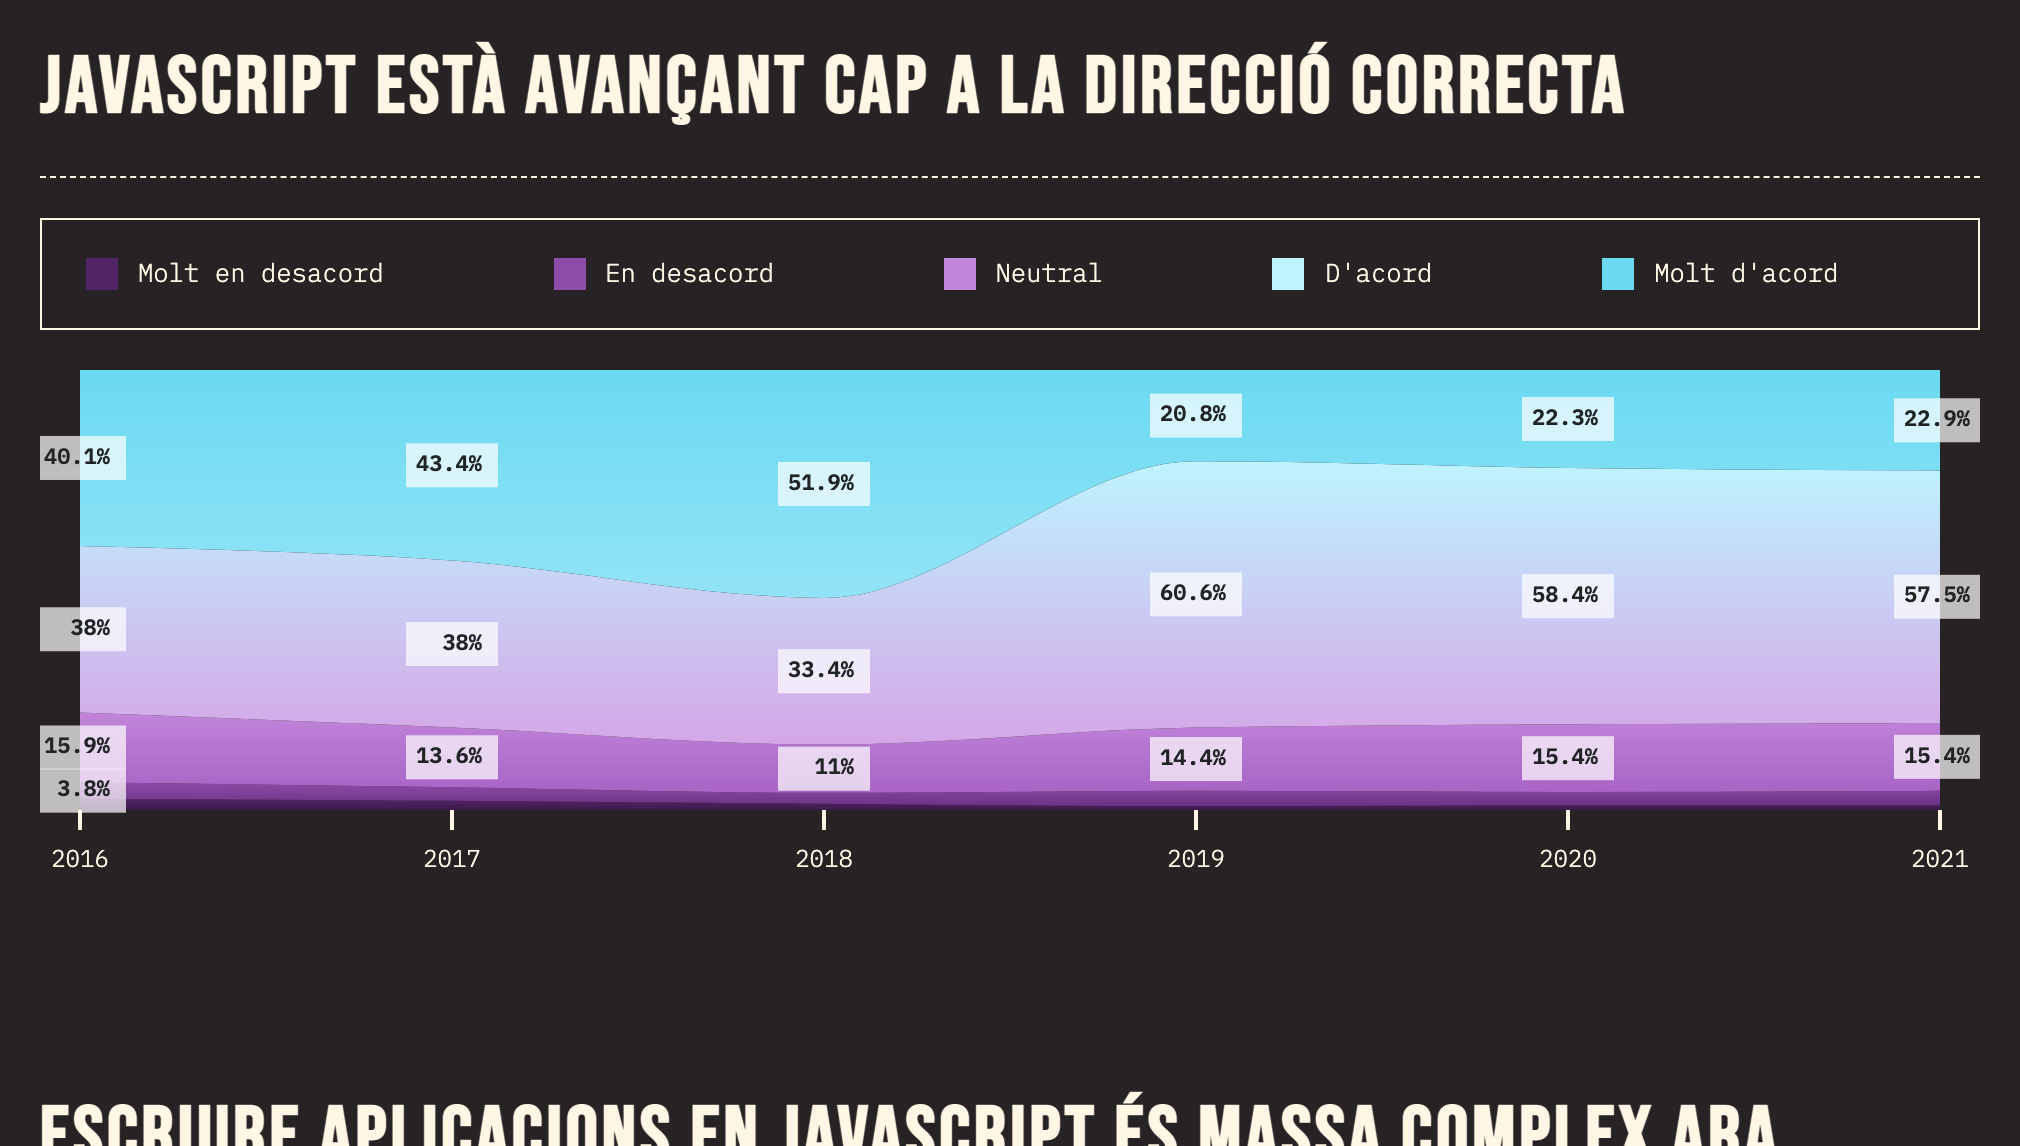 JAVASCRIPT ESTÀ AVANÇANT CAP A LA DIRECCIÓ CORRECTA
Molt en desacord En desacord Neutral D'acord Molt d'acord
40.1% 43.4% 51.9% 20.8% 22.3% 22.9%
38% 38% 33.4% 60.6% 58.4% 57.5%
15.9% 13.6% 11% 14.4% 15.4% 15.4%
3.8%
2016 2017 2018 2019 2020 2021
ESCRIURE APLICACIONS EN JAVASCRIPT ÉS MASSA COMPLEX ARA